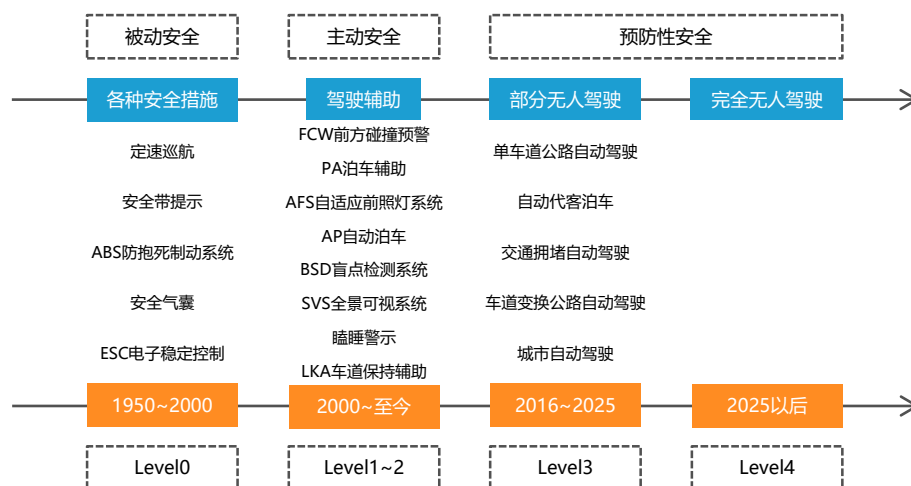 被动安全
主动安全
预防性安全
各种安全措施
驾驶辅助
部分无人驾驶
完全无人驾驶
定速巡航
安全带提示
ABS防抱死制动系统
安全气囊
ESC电子稳定控制
FCW前方碰撞预警
PA泊车辅助
AFS自适应前照灯系统
AP自动泊车
BSD盲点检测系统
SVS全景可视系统
瞌睡警示
LKA车道保持辅助
单车道公路自动驾驶
自动代客泊车
交通拥堵自动驾驶
车道变换公路自动驾驶
城市自动驾驶
1950~2000
2000~至今
2016~2025
2025以后
Level0
Level1~2
Level3
Level4